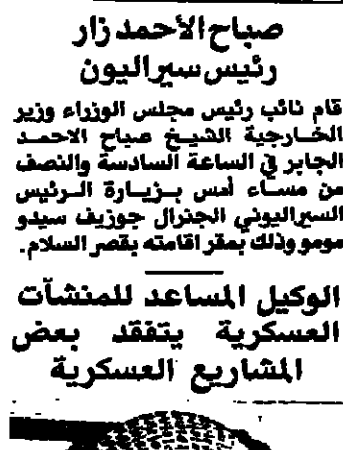 صباح الأحمد زار
رئيس سيراليون
قام نائب رئيس مجلس الوزراء وزير
الخارجية الشيخ صباح الاحمد
الجابر في الساعة السادسة والنصف
من مساء أمس بزيارة الرئيس
السيراليوني الجنرال جوزيف سيدو
مومو وذلك بمقر اقامته بقصر السلام.
الوكيل المساعد للمنشآت
العسكرية يتفقد بعض
المشاريع العسكرية